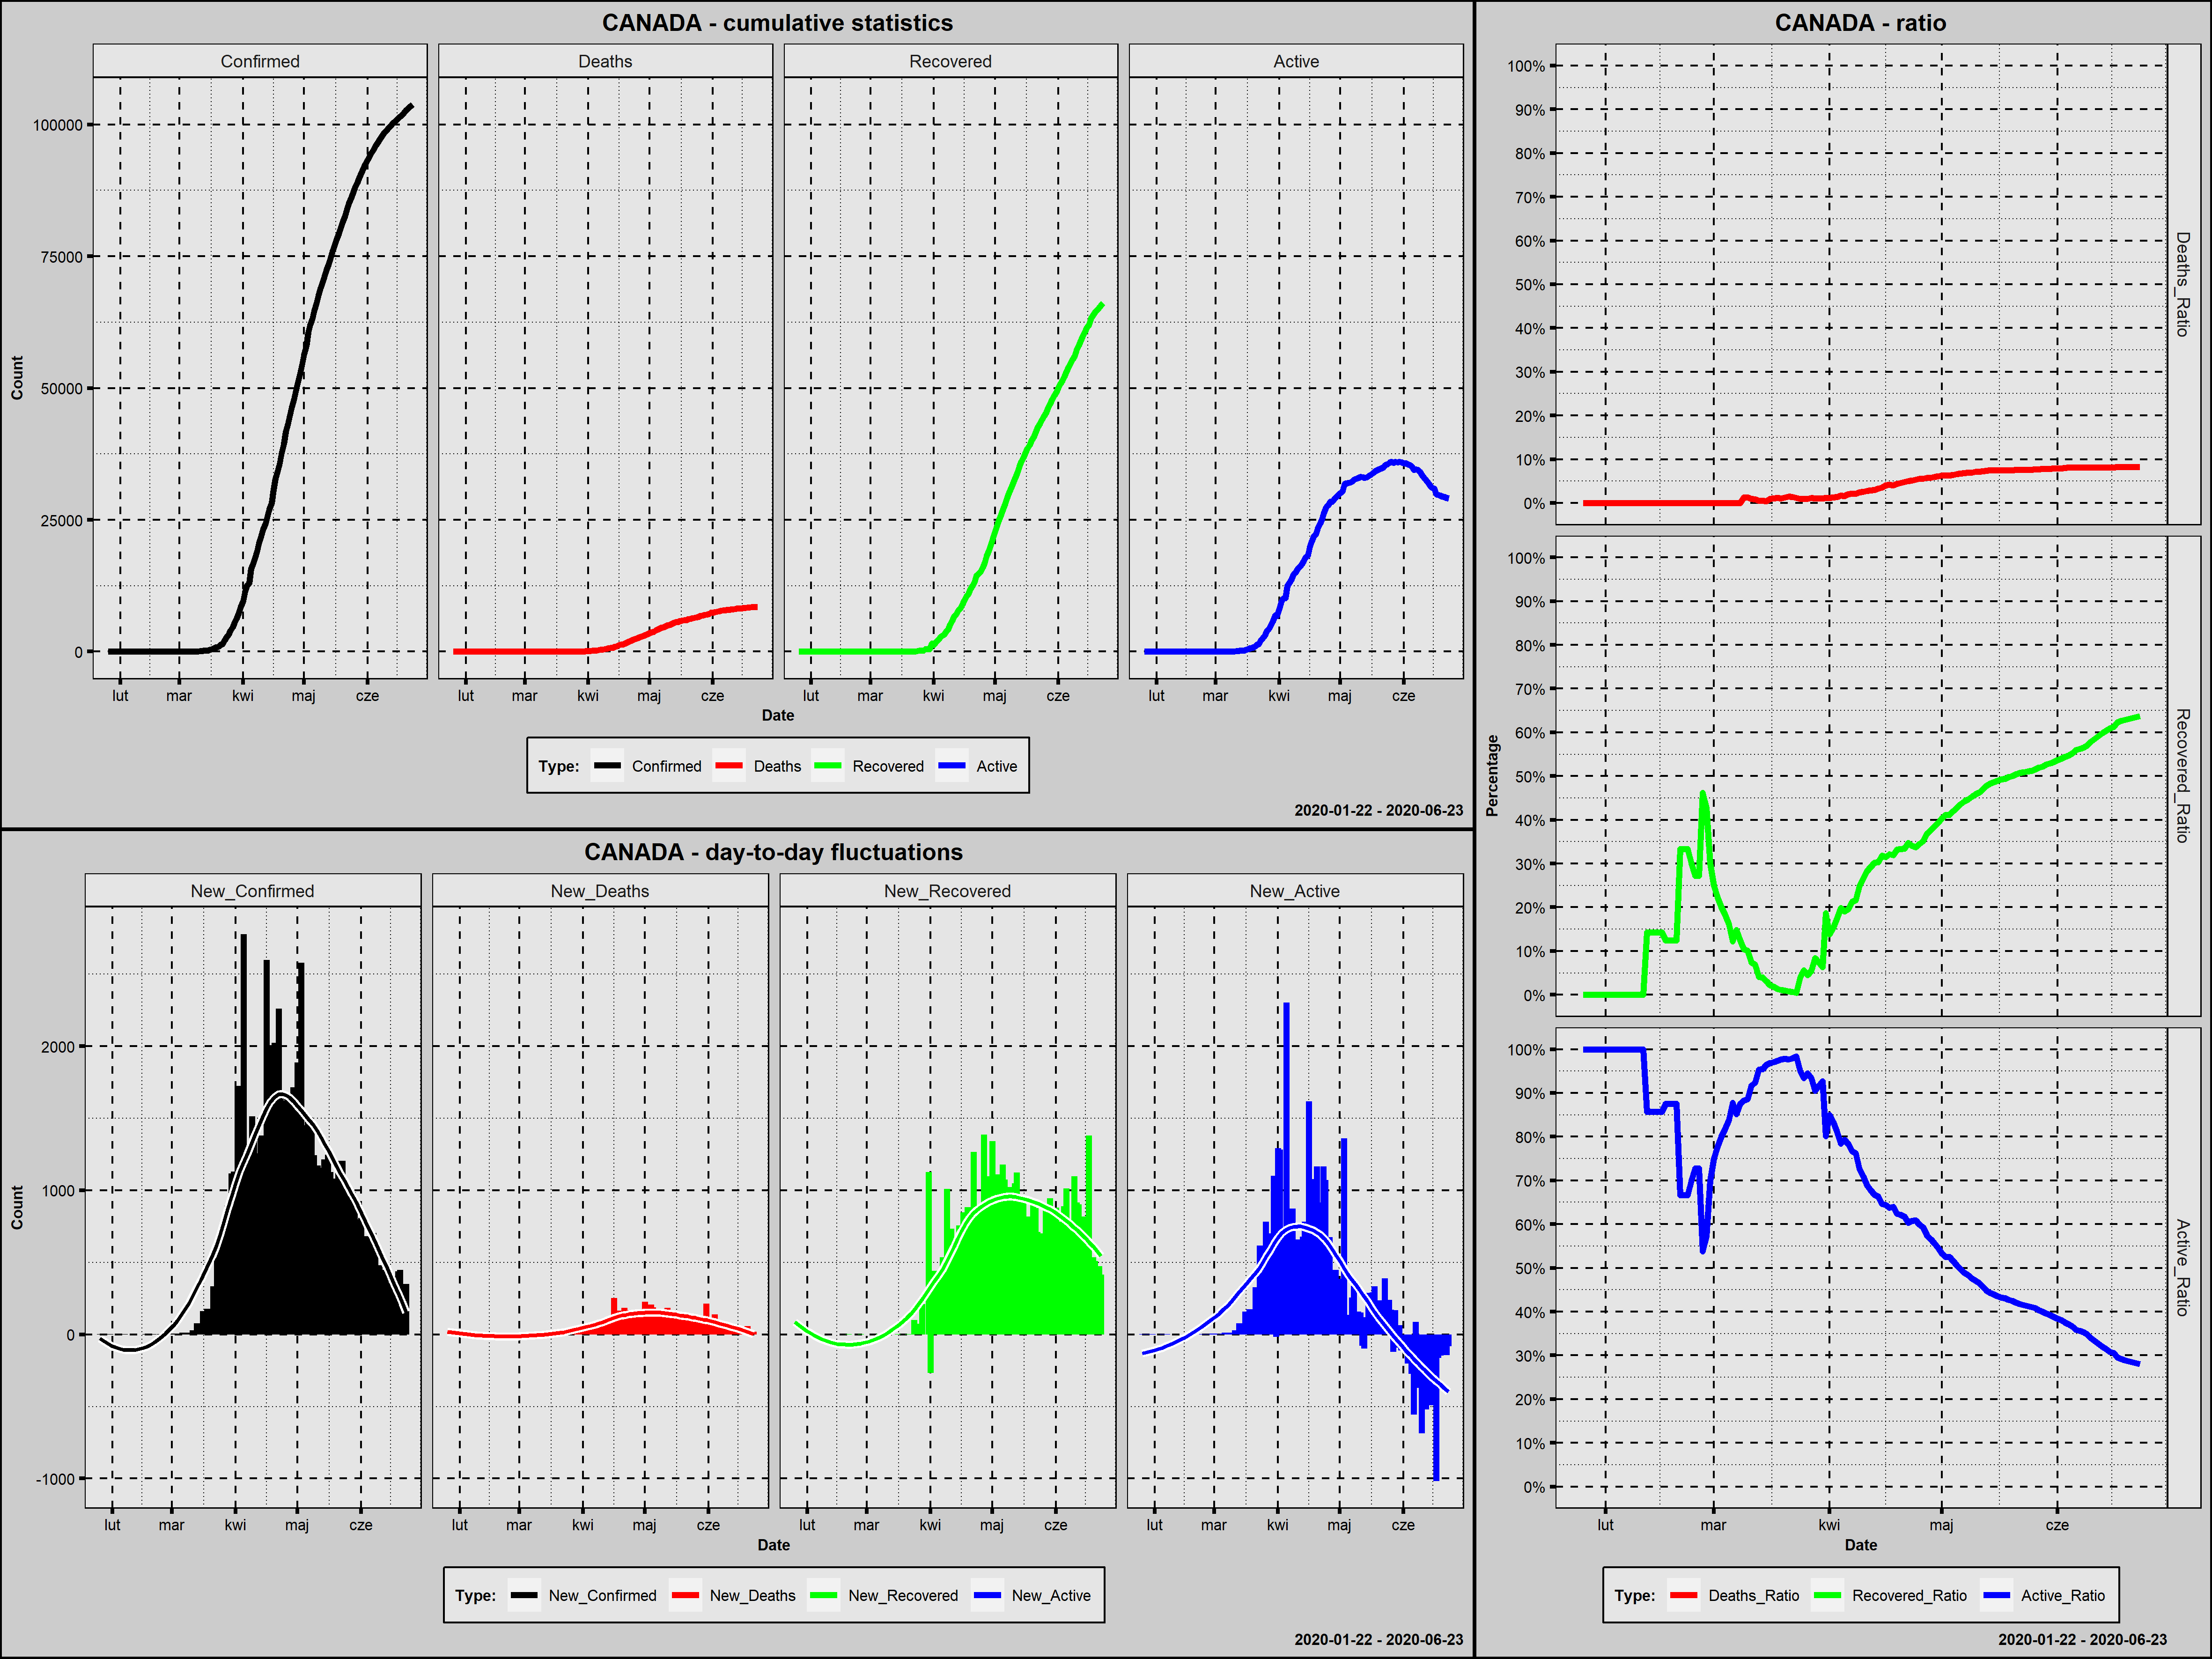 CANADA - cumulative statistics
Confirmed Deaths Recovered Active
Count
100000
75000
50000
25000
0
lut mar kwi maj cze lut mar kwi maj cze lut mar kwi maj cze lut mar kwi maj cze
Date
Type: Confirmed Deaths Recovered Active
2020-01-22 - 2020-06-23
CANADA - day-to-day fluctuations
New_Confirmed New_Deaths New_Recovered New_Active
Count
2000
1000
0
-1000
lut mar kwi maj cze lut mar kwi maj cze lut mar kwi maj cze lut mar kwi maj cze
Date
Type: New_Confirmed New_Deaths New_Recovered New_Active
2020-01-22 - 2020-06-23
CANADA - ratio
Percentage
100%
90%
80%
70%
60%
50%
40%
30%
20%
10%
0%
Deaths_Ratio
100%
90%
80%
70%
60%
50%
40%
30%
20%
10%
0%
Recovered_Ratio
100%
90%
80%
70%
60%
50%
40%
30%
20%
10%
0%
Active_Ratio
lut mar kwi maj cze
Date
Type: Deaths_Ratio Recovered_Ratio Active_Ratio
2020-01-22 - 2020-06-23